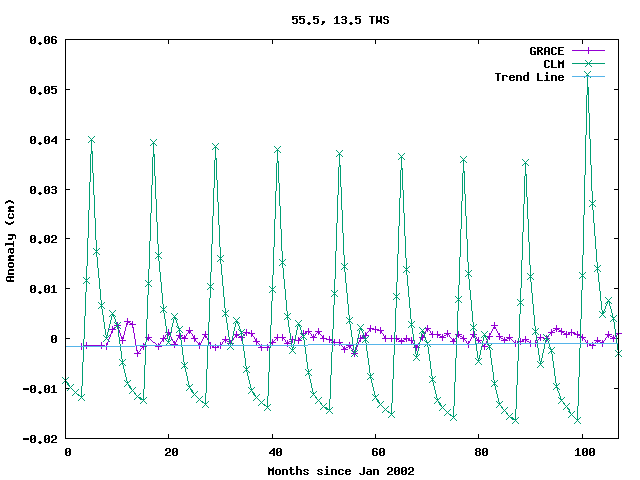 55.5, 13.5 TWS
0.06
0.05
0.04
0.03
0.02
0.01
0
-0.01
-0.02
Anomaly (cm)
GRACE
CLM
Trend Line
0 20 40 60 80 100
Months since Jan 2002